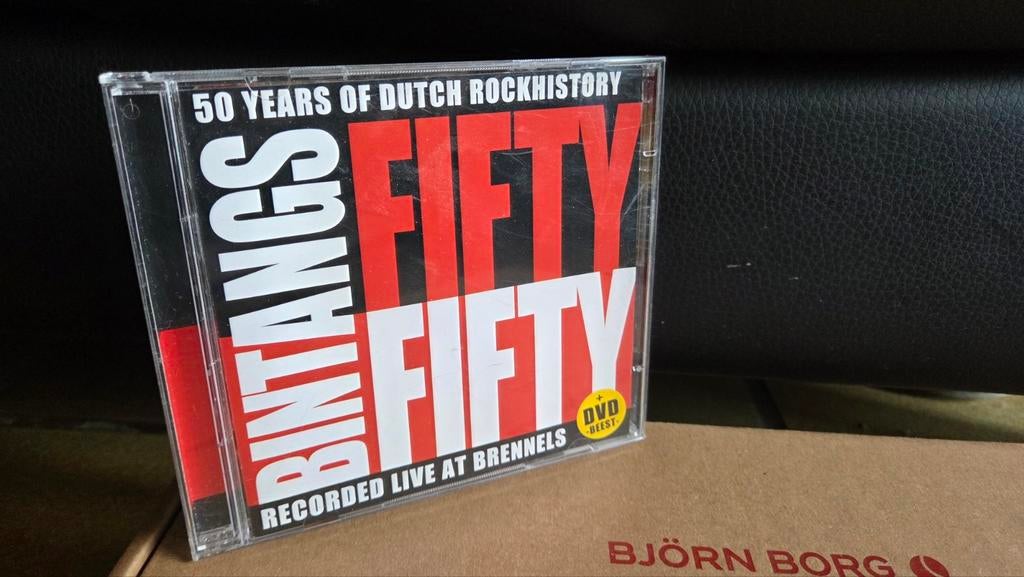 50 YEARS OF DUTCH ROCKHISTORY
BINTANGS
FIFTY
FIFTY
+
DVD
-BEEST-
RECORDED LIVE AT BRENNELS
BJÖRN BORG